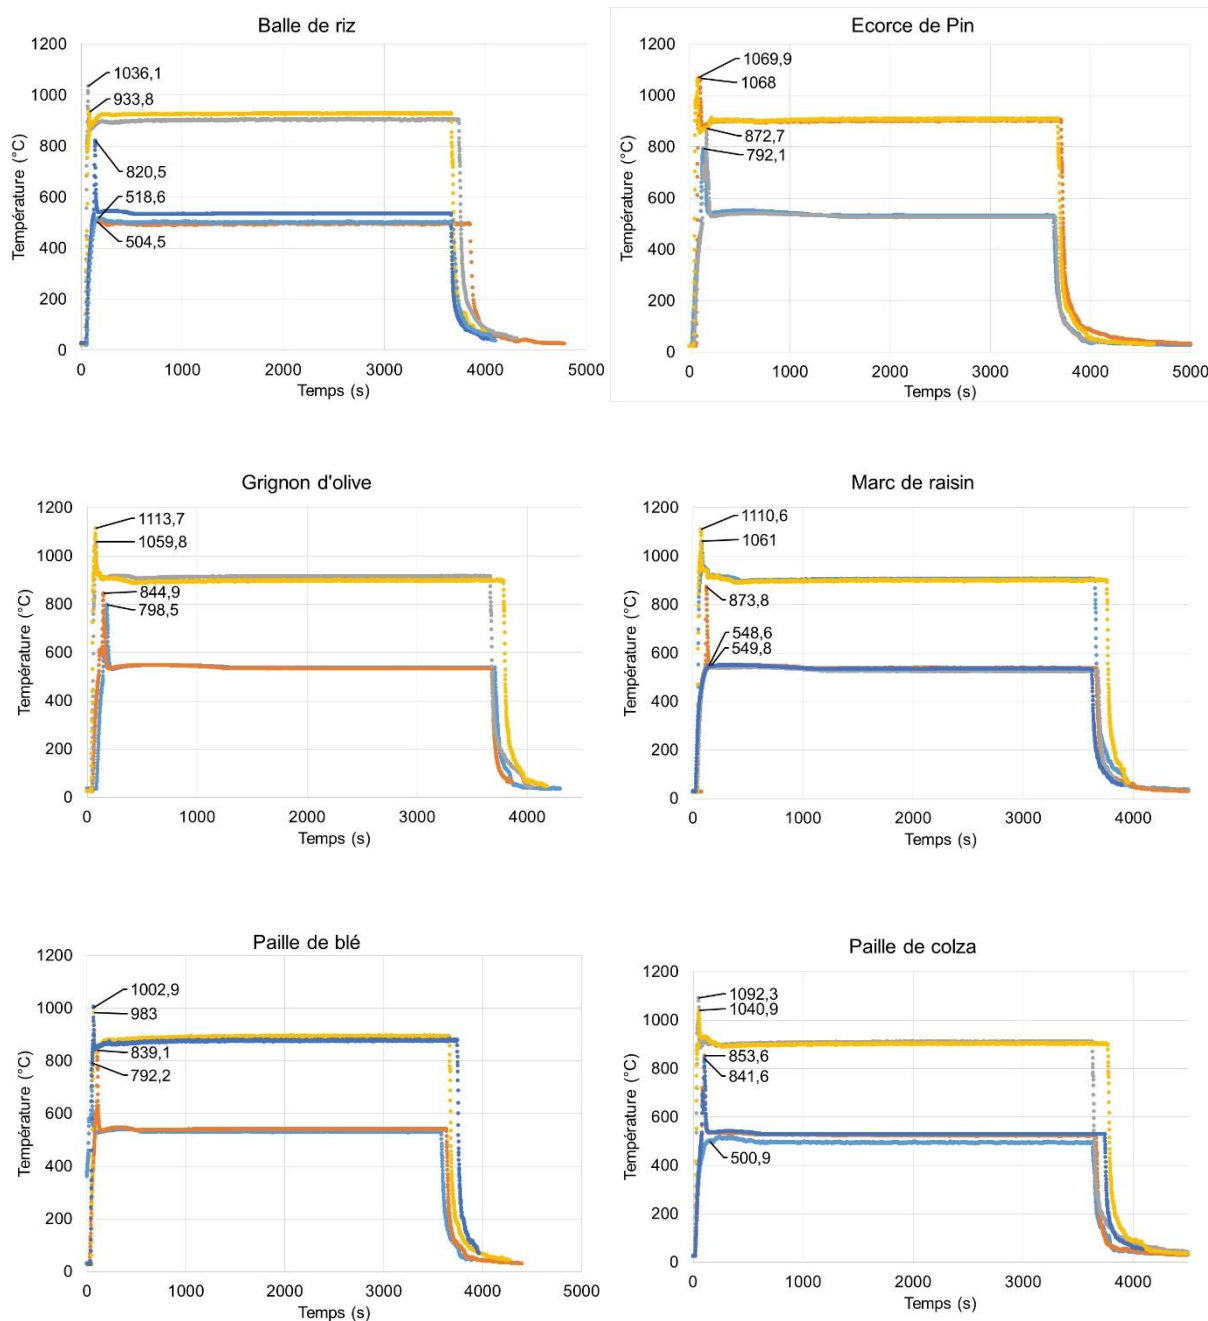 Balle de riz
1200
1000
800
600
400
200
0
Température (°C)
1036,1
933,8
820,5
518,6
504,5
0 1000 2000 3000 4000 5000
Temps (s)
Ecorce de Pin
1200
1000
800
600
400
200
0
Température (°C)
1069,9
1068
872,7
792,1
0 1000 2000 3000 4000 5000
Temps (s)
Grignon d'olive
1200
1000
800
600
400
200
0
Température (°C)
1113,7
1059,8
844,9
798,5
0 1000 2000 3000 4000
Temps (s)
Marc de raisin
1200
1000
800
600
400
200
0
Température (°C)
1110,6
1061
873,8
548,6
549,8
0 1000 2000 3000 4000
Temps (s)
Paille de blé
1200
1000
800
600
400
200
0
Température (°C)
1002,9
983
839,1
792,2
0 1000 2000 3000 4000 5000
Temps (s)
Paille de colza
1200
1000
800
600
400
200
0
Température (°C)
1092,3
1040,9
853,6
841,6
500,9
0 1000 2000 3000 4000
Temps (s)